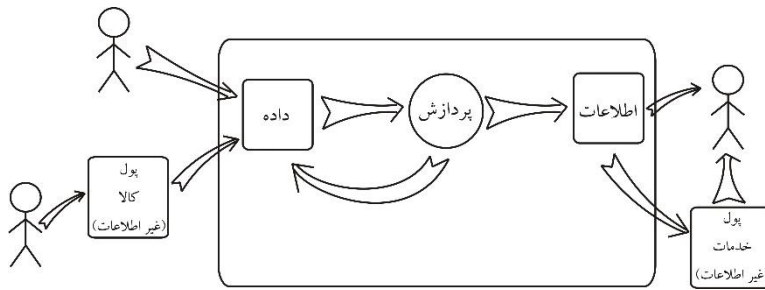 داده
پردازش
اطلاعات
پول
کالا
(غیر اطلاعات)
پول
خدمات
(غیر اطلاعات)